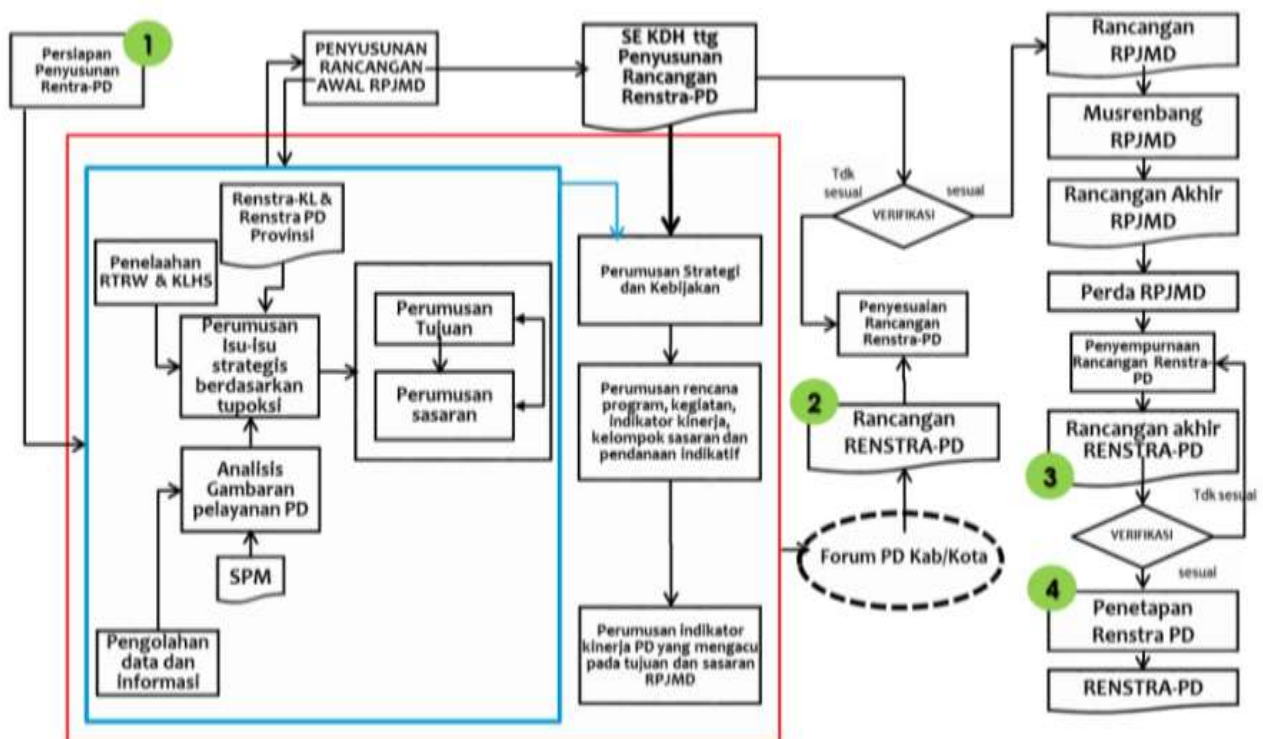 1
Persiapan
Penyusunan
Rentra-PD
PENYUSUNAN
RANCANGAN
AWAL RPJMD
SE KDH ttg
Penyusunan
Rancangan
Renstra-PD
Rancangan
RPJMD
Musrenbang
RPJMD
Rancangan Akhir
RPJMD
Perda RPJMD
Penyempurnaan
Rancangan Renstra-
PD
Rancangan akhir
RENSTRA-PD
3
Tdk sesuai
VERIFIKASI
sesuai
4
Penetapan
Renstra PD
RENSTRA-PD
Tdk
sesuai
sesuai
VERIFIKASI
Penyesuaian
Rancangan
Renstra-PD
2
Rancangan
RENSTRA-PD
Forum PD Kab/Kota
Renstra-KL &
Renstra PD
Provinsi
Penelaahan
RTRW & KLHS
Perumusan
Isu-isu
strategis
berdasarkan
tupoksi
Perumusan
Tujuan
Perumusan
sasaran
Analisis
Gambaran
pelayanan PD
SPM
Pengolahan
data dan
informasi
Perumusan Strategi
dan Kebijakan
Perumusan rencana
program, kegiatan,
indikator kinerja,
kelompok sasaran dan
pendanaan indikatif
Perumusan indikator
kinerja PD yang mengacu
pada tujuan dan sasaran
RPJMD